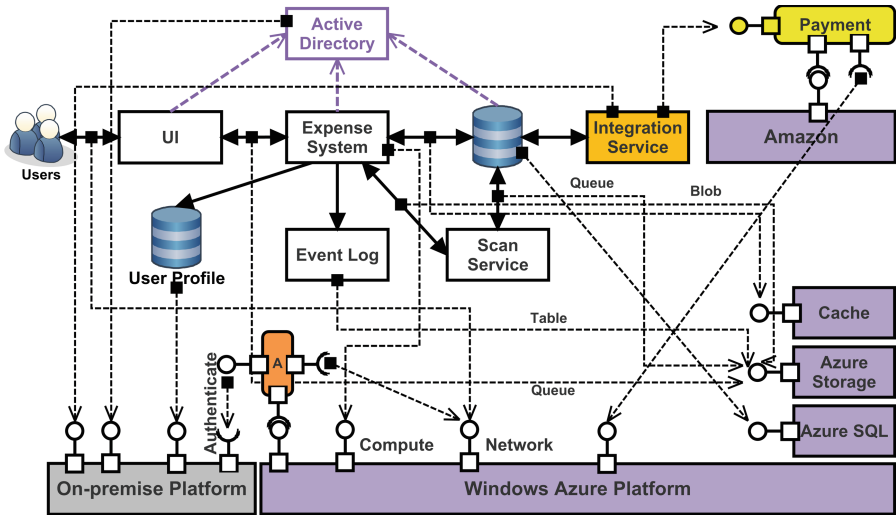 Active
Directory
Payment
UI
Expense
System
Integration
Service
Amazon
Users
Queue
Blob
User Profile
Event Log
Scan
Service
Cache
Table
A
Azure
Storage
Authenticate
Queue
Compute
Network
Azure SQL
On-premise Platform
Windows Azure Platform